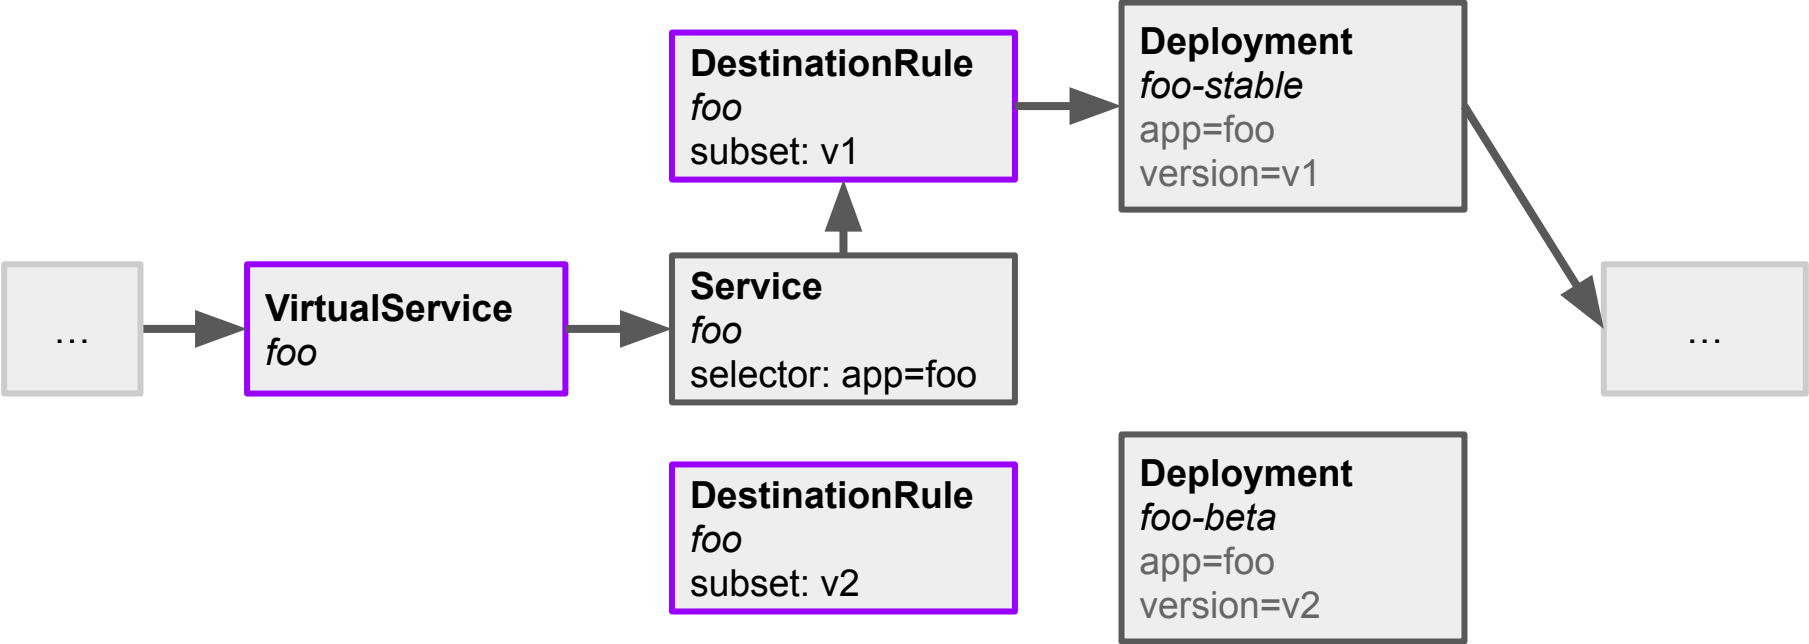 ...
VirtualService
foo
DestinationRule
foo
subset: v1
Service
foo
selector: app=foo
DestinationRule
foo
subset: v2
Deployment
foo-stable
app=foo
version=v1
Deployment
foo-beta
app=foo
version=v2
...